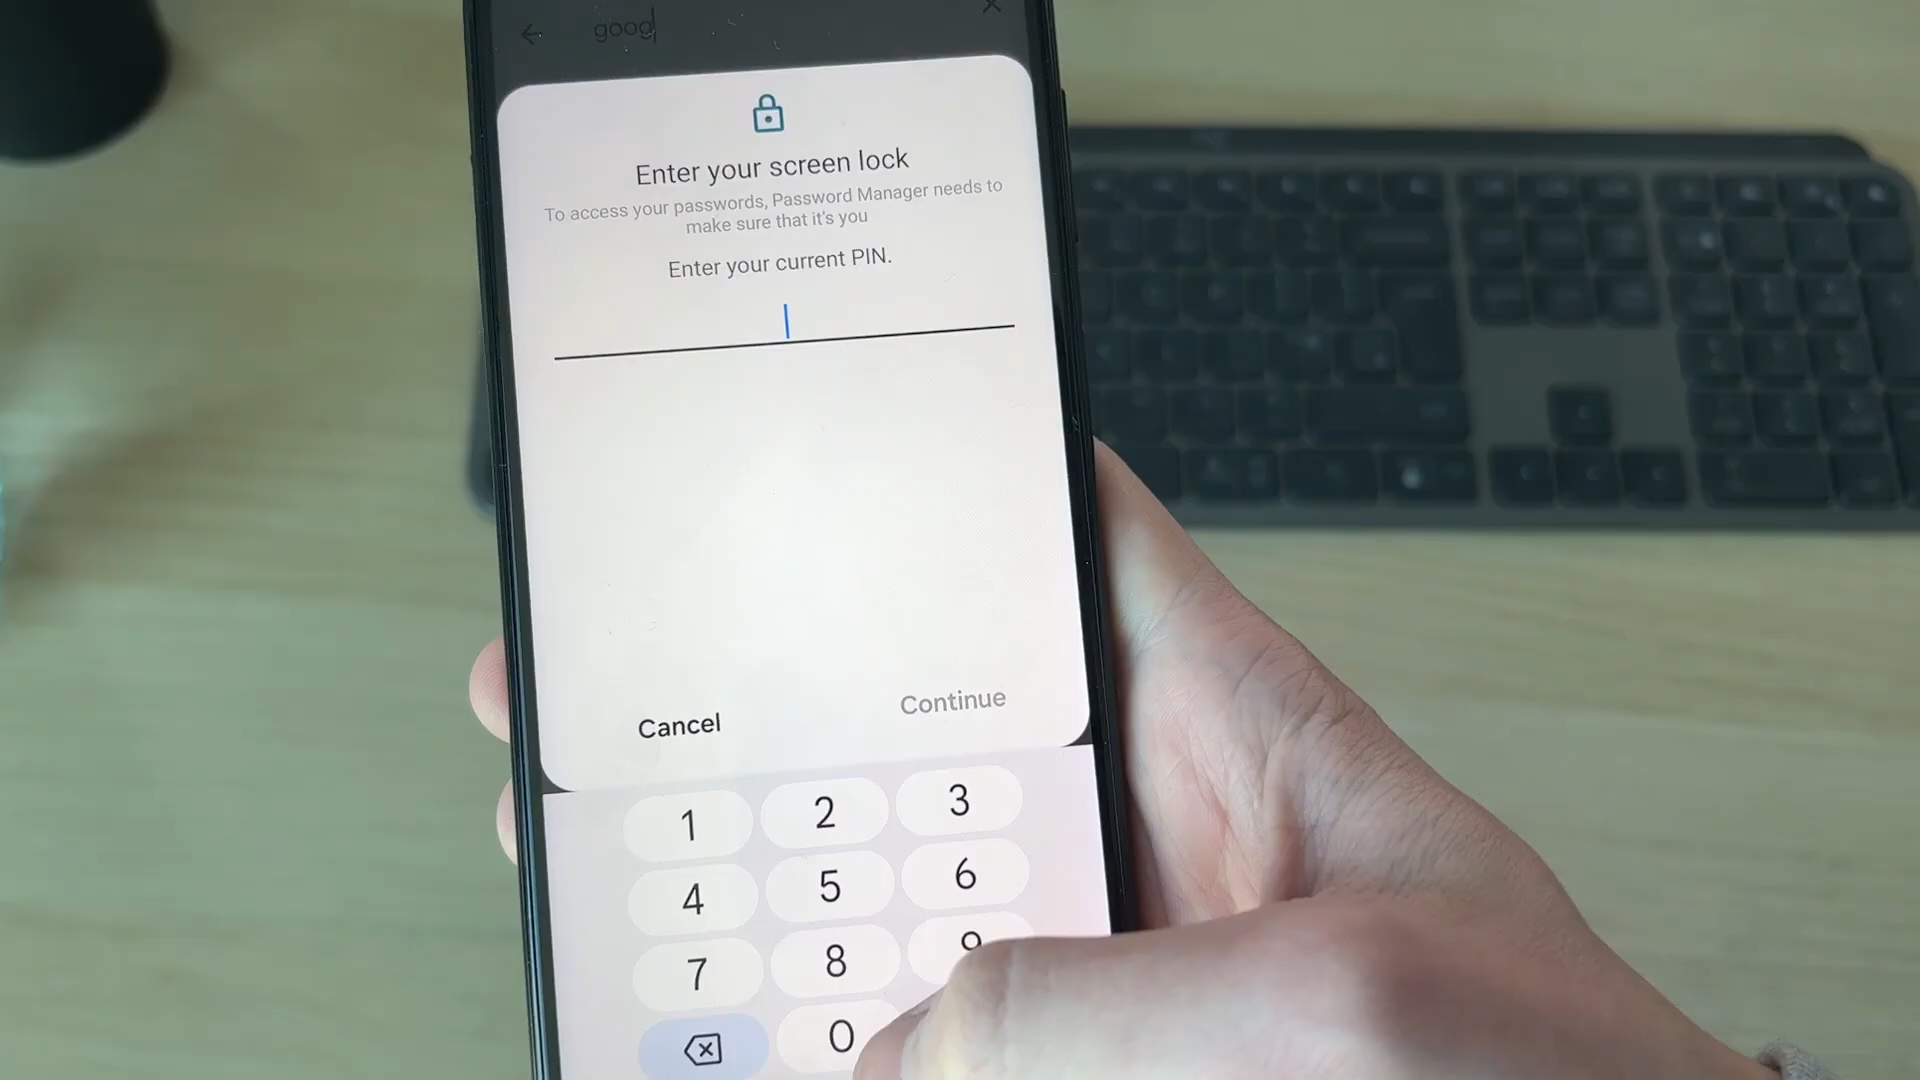 goog
Enter your screen lock
To access your passwords, Password Manager needs to
make sure that it's you
Enter your current PIN.
Cancel
Continue
1 2 3
4 5 6
7 8 9
0